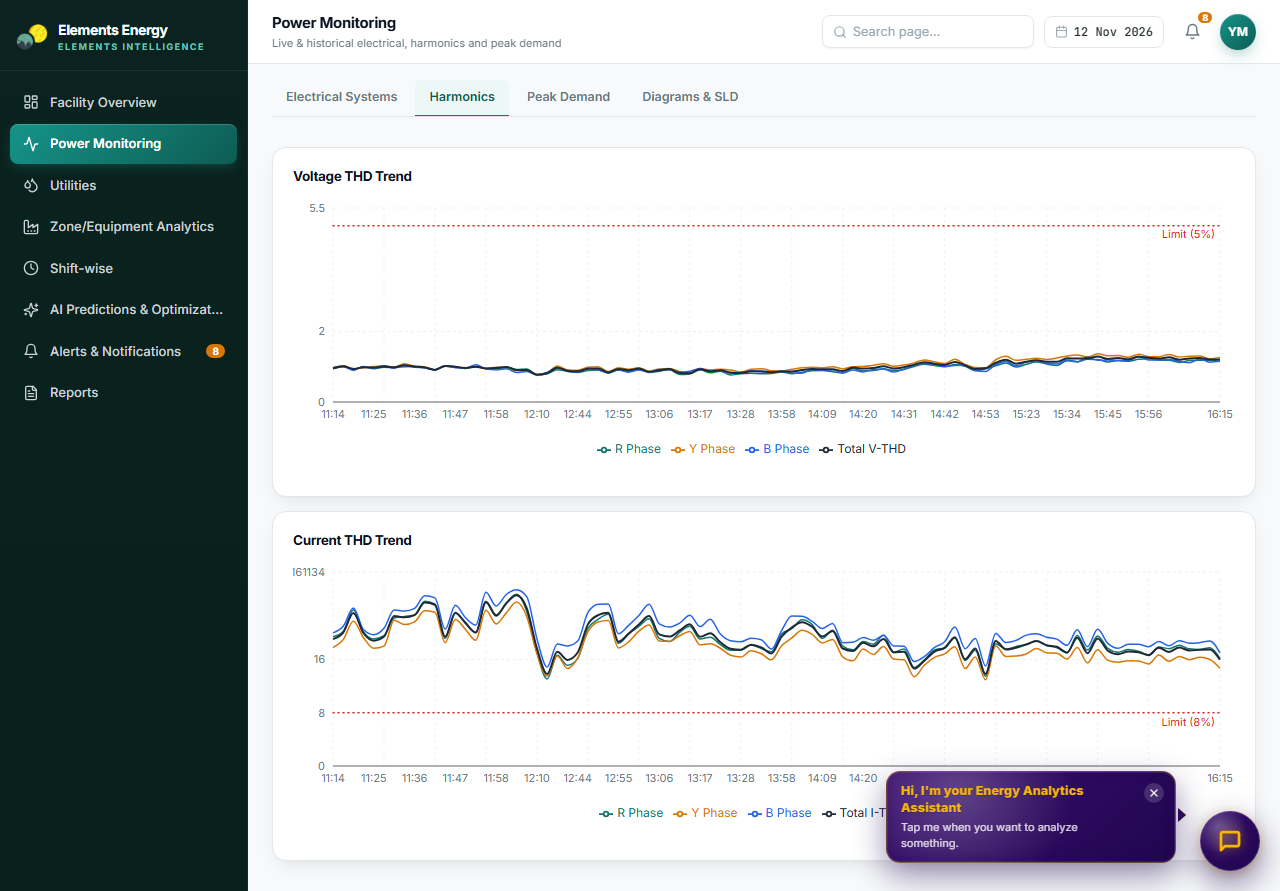 Elements Energy
ELEMENTS INTELLIGENCE
Facility Overview
Power Monitoring
Utilities
Zone/Equipment Analytics
Shift-wise
AI Predictions & Optimizat...
Alerts & Notifications 8
Reports
Power Monitoring
Live & historical electrical, harmonics and peak demand
Search page...
12 Nov 2026
8
YM
Electrical Systems Harmonics Peak Demand Diagrams & SLD
Voltage THD Trend
5.5
Limit (5%)
2
0
11:14 11:25 11:36 11:47 11:58 12:10 12:44 12:55 13:06 13:17 13:28 13:58 14:09 14:20 14:31 14:42 14:53 15:23 15:34 15:45 15:56 16:15
R Phase Y Phase B Phase Total V-THD
Current THD Trend
61134
16
8
Limit (8%)
0
11:14 11:25 11:36 11:47 11:58 12:10 12:44 12:55 13:06 13:17 13:28 13:58 14:09 14:20 16:15
R Phase Y Phase B Phase Total I-T
Hi, I'm your Energy Analytics
Assistant
Tap me when you want to analyze
something.